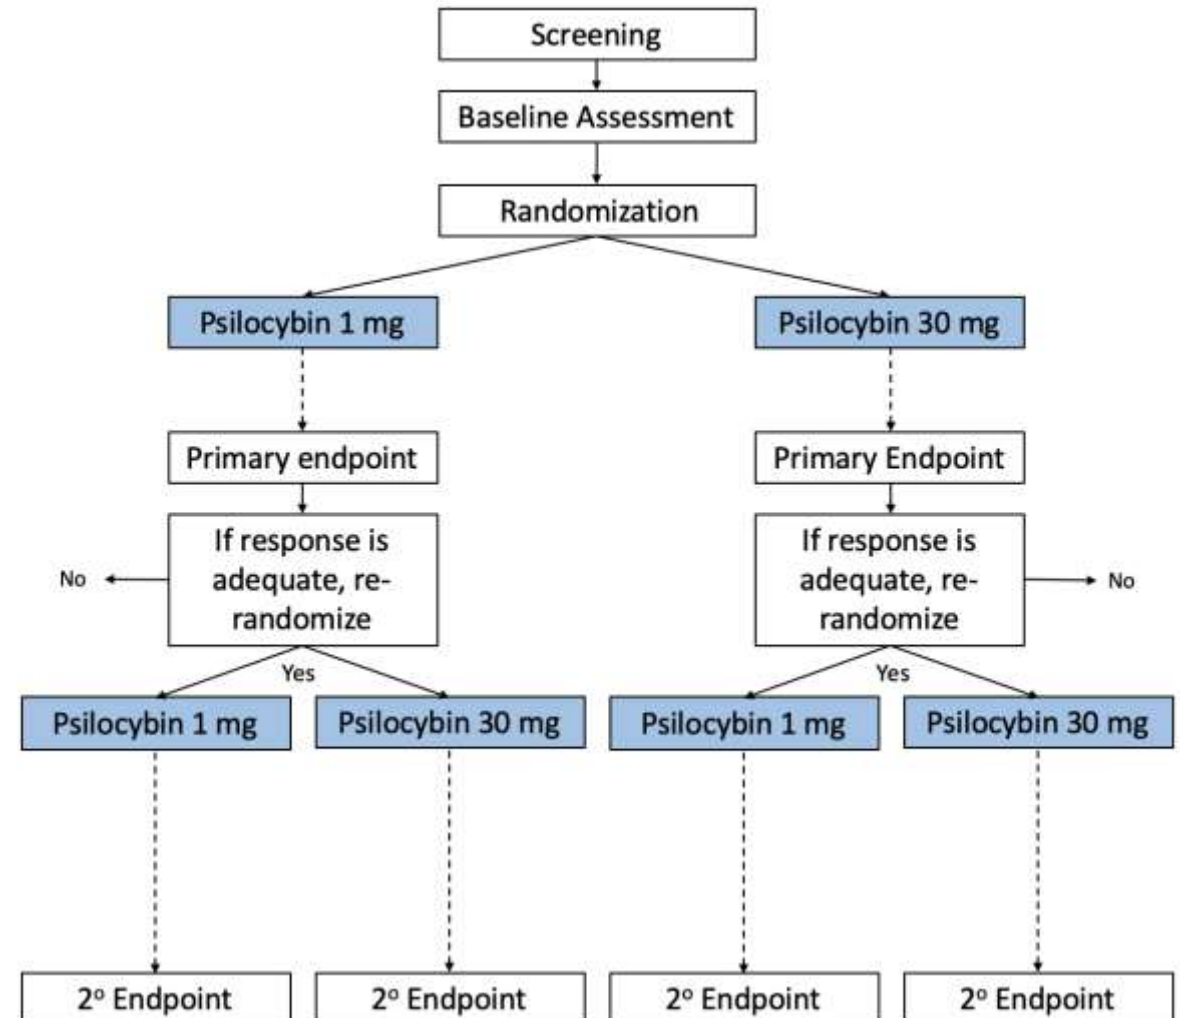 Screening
Baseline Assessment
Randomization
Psilocybin 1 mg
Psilocybin 30 mg
Primary endpoint
Primary Endpoint
If response is
adequate, re-
randomize
If response is
adequate, re-
randomize
No
No
Yes
Yes
Psilocybin 1 mg
Psilocybin 30 mg
Psilocybin 1 mg
Psilocybin 30 mg
2º Endpoint
2º Endpoint
2º Endpoint
2º Endpoint